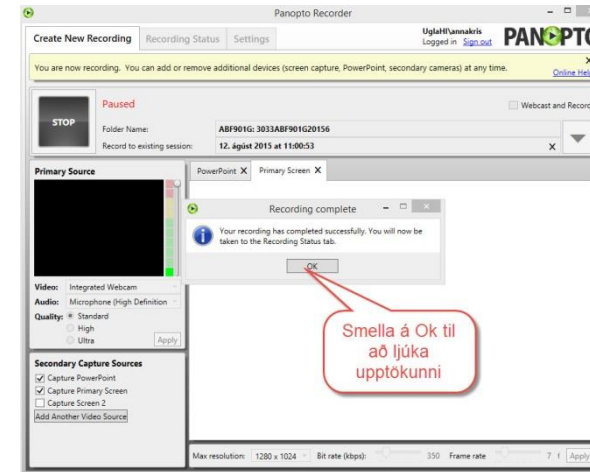 Panopto Recorder
Create New Recording Recording Status Settings
UglaHI\annakris
Logged in Sign out
PANOPTO
You are now recording. You can add or remove additional devices (screen capture, PowerPoint, secondary cameras) at any time.
X
Online Help
STOP
Paused
Webcast and Record
Folder Name: ABF901G: 3033ABF901G20156
Record to existing session: 12. ágúst 2015 at 11:00:53 X
Primary Source
PowerPoint X Primary Screen X
Recording complete
Your recording has completed successfully. You will now be
taken to the Recording Status tab.
OK
Video: Integrated Webcam
Audio: Microphone (High Definition
Quality: Standard
High
Ultra Apply
Smella á Ok til
að ljúka
upptökunni
Secondary Capture Sources
Capture PowerPoint
Capture Primary Screen
Capture Screen 2
Add Another Video Source
Max resolution: 1280 x 1024 Bit rate (kbps): 350 Frame rate 7 f Apply